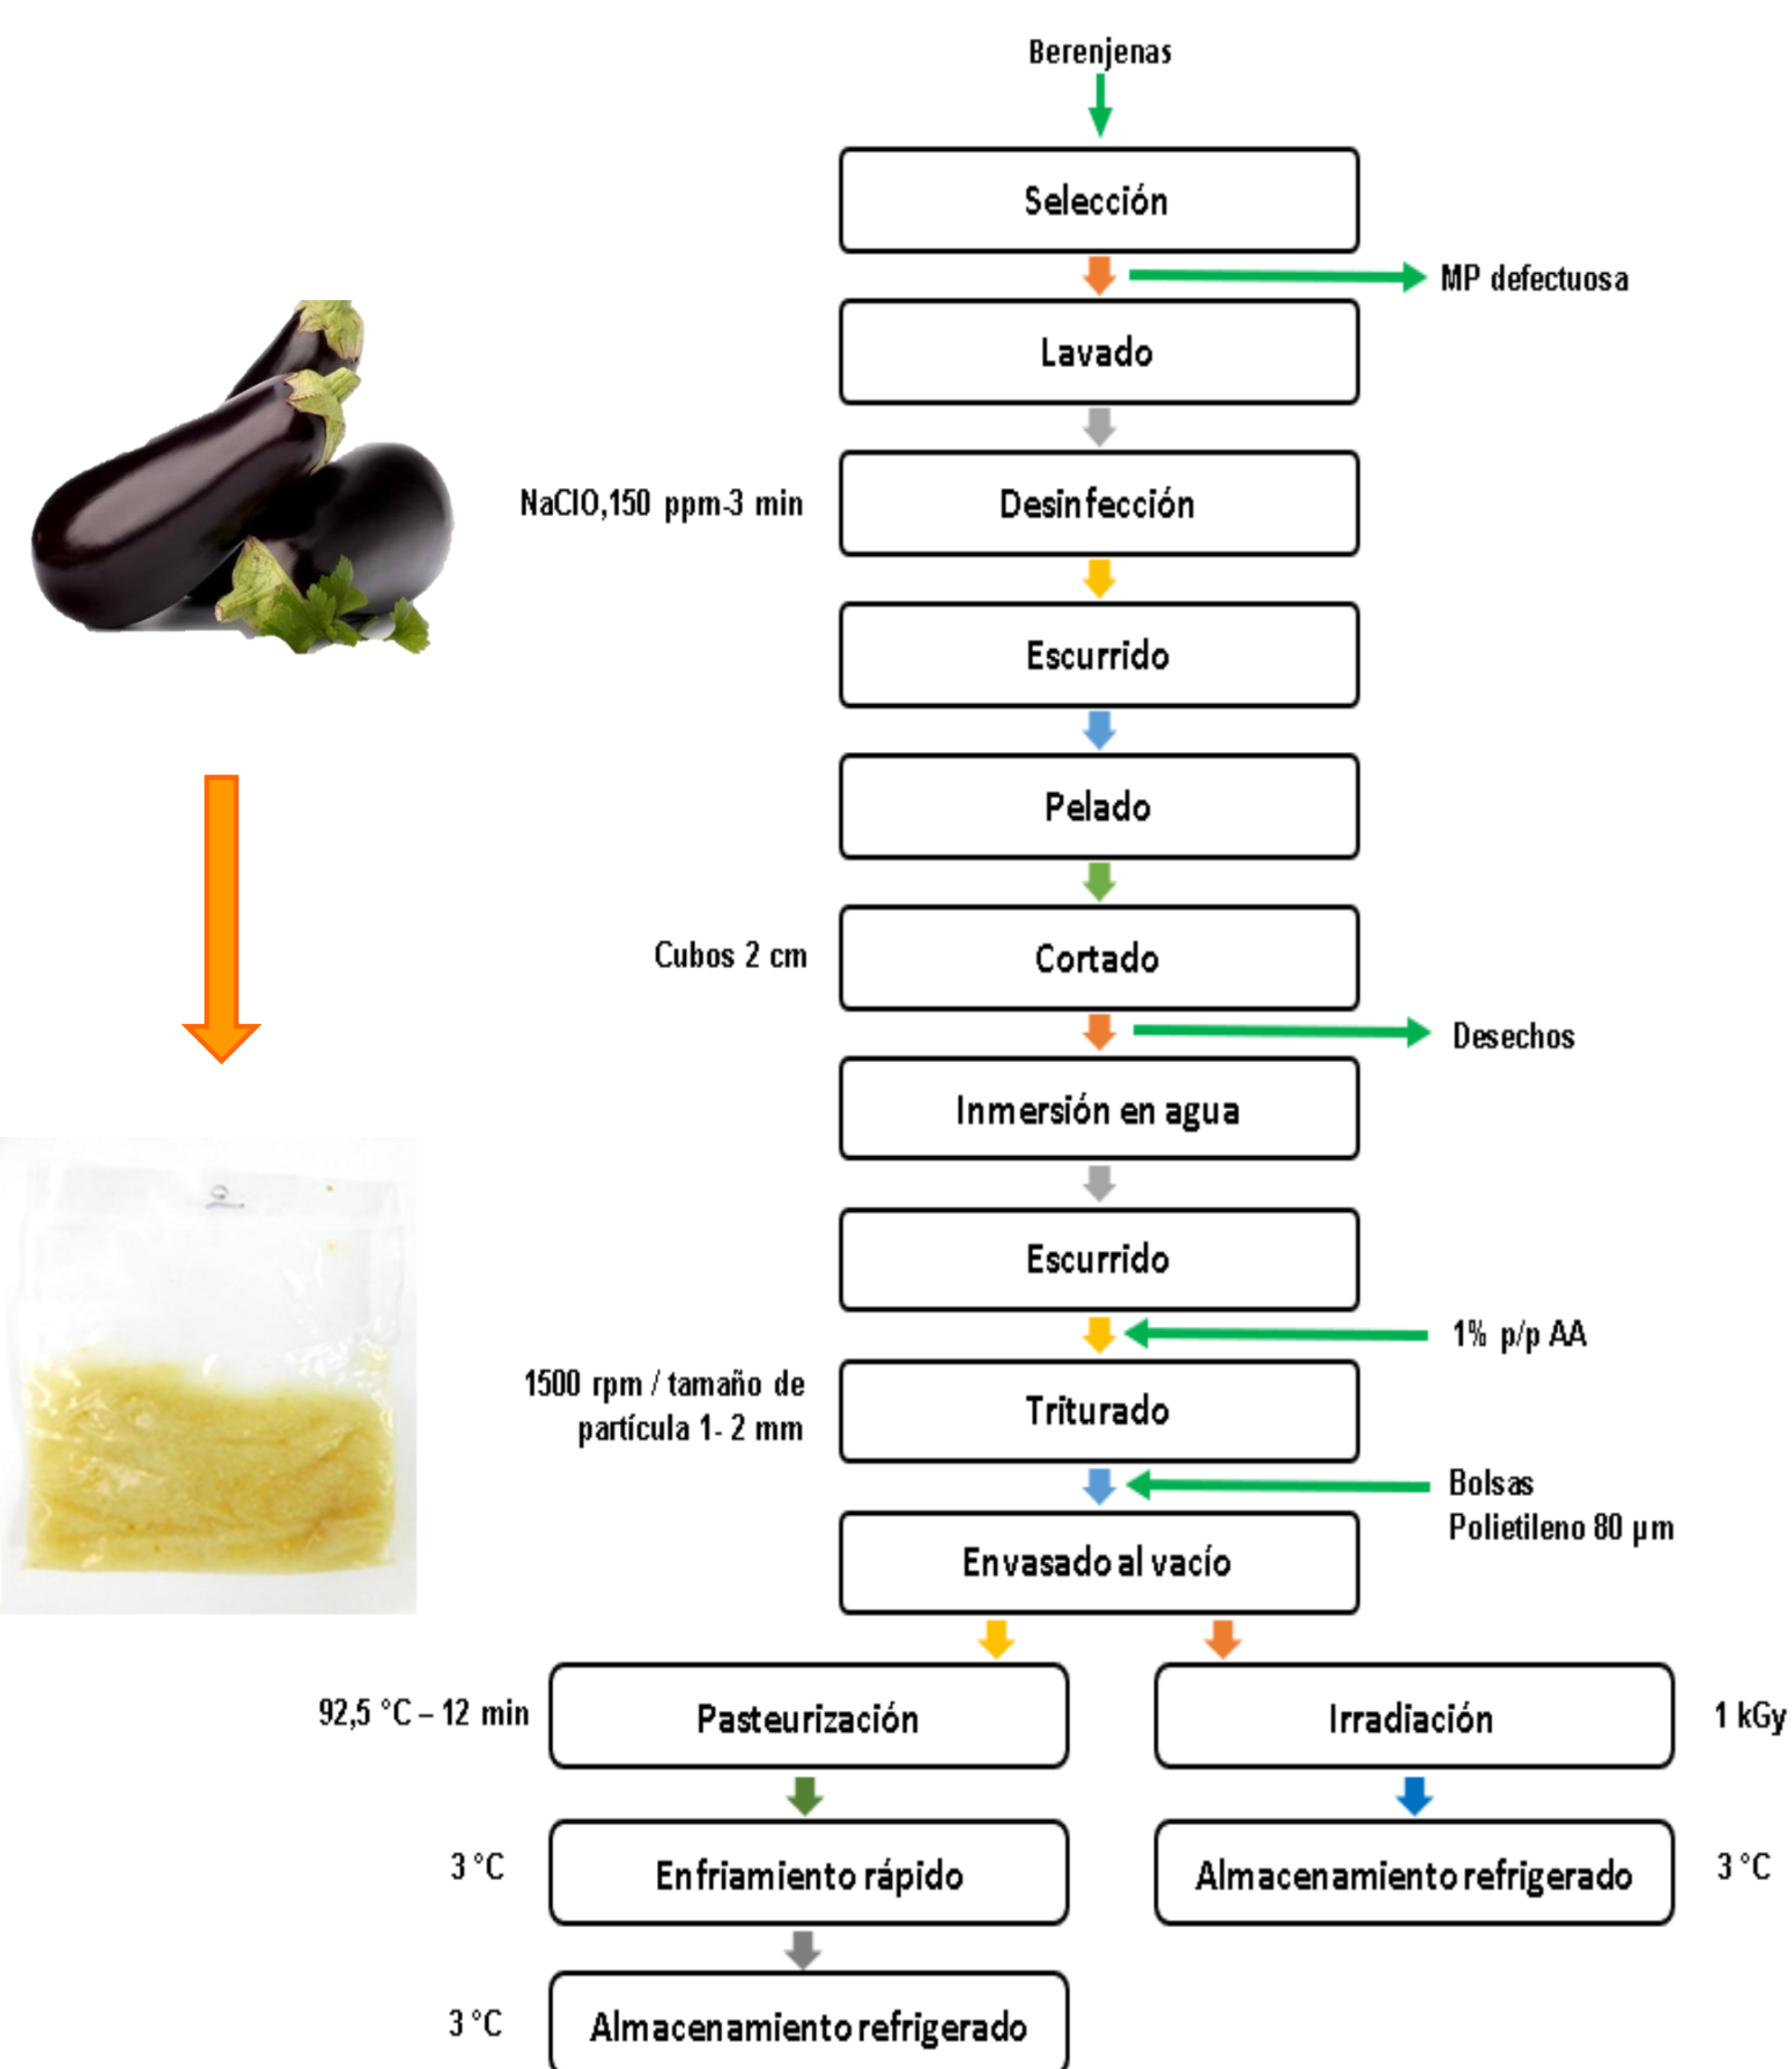 Berenjenas
Selección
MP defectuosa
Lavado
NaClO,150 ppm-3 min
Desinfección
Escurrido
Pelado
Cubos 2 cm
Cortado
Desechos
Inmersión en agua
Escurrido
1% p/p AA
1500 rpm / tamaño de
partícula 1- 2 mm
Triturado
Bolsas
Polietileno 80 µm
Envasado al vacío
92,5 °C – 12 min
Pasteurización
Irradiación
1 kGy
3 °C
Enfriamiento rápido
Almacenamiento refrigerado
3 °C
3 °C
Almacenamiento refrigerado